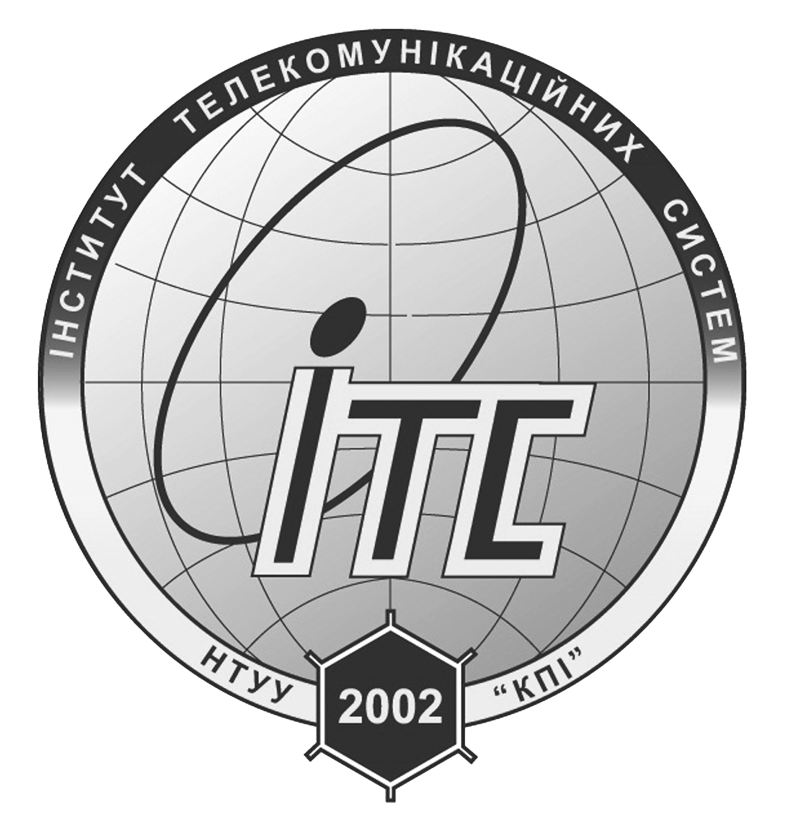 ІНСТИТУТ ТЕЛЕКОМУНІКАЦІЙНИХ СИСТЕМ
ІТС
НТУУ “КПІ”
2002